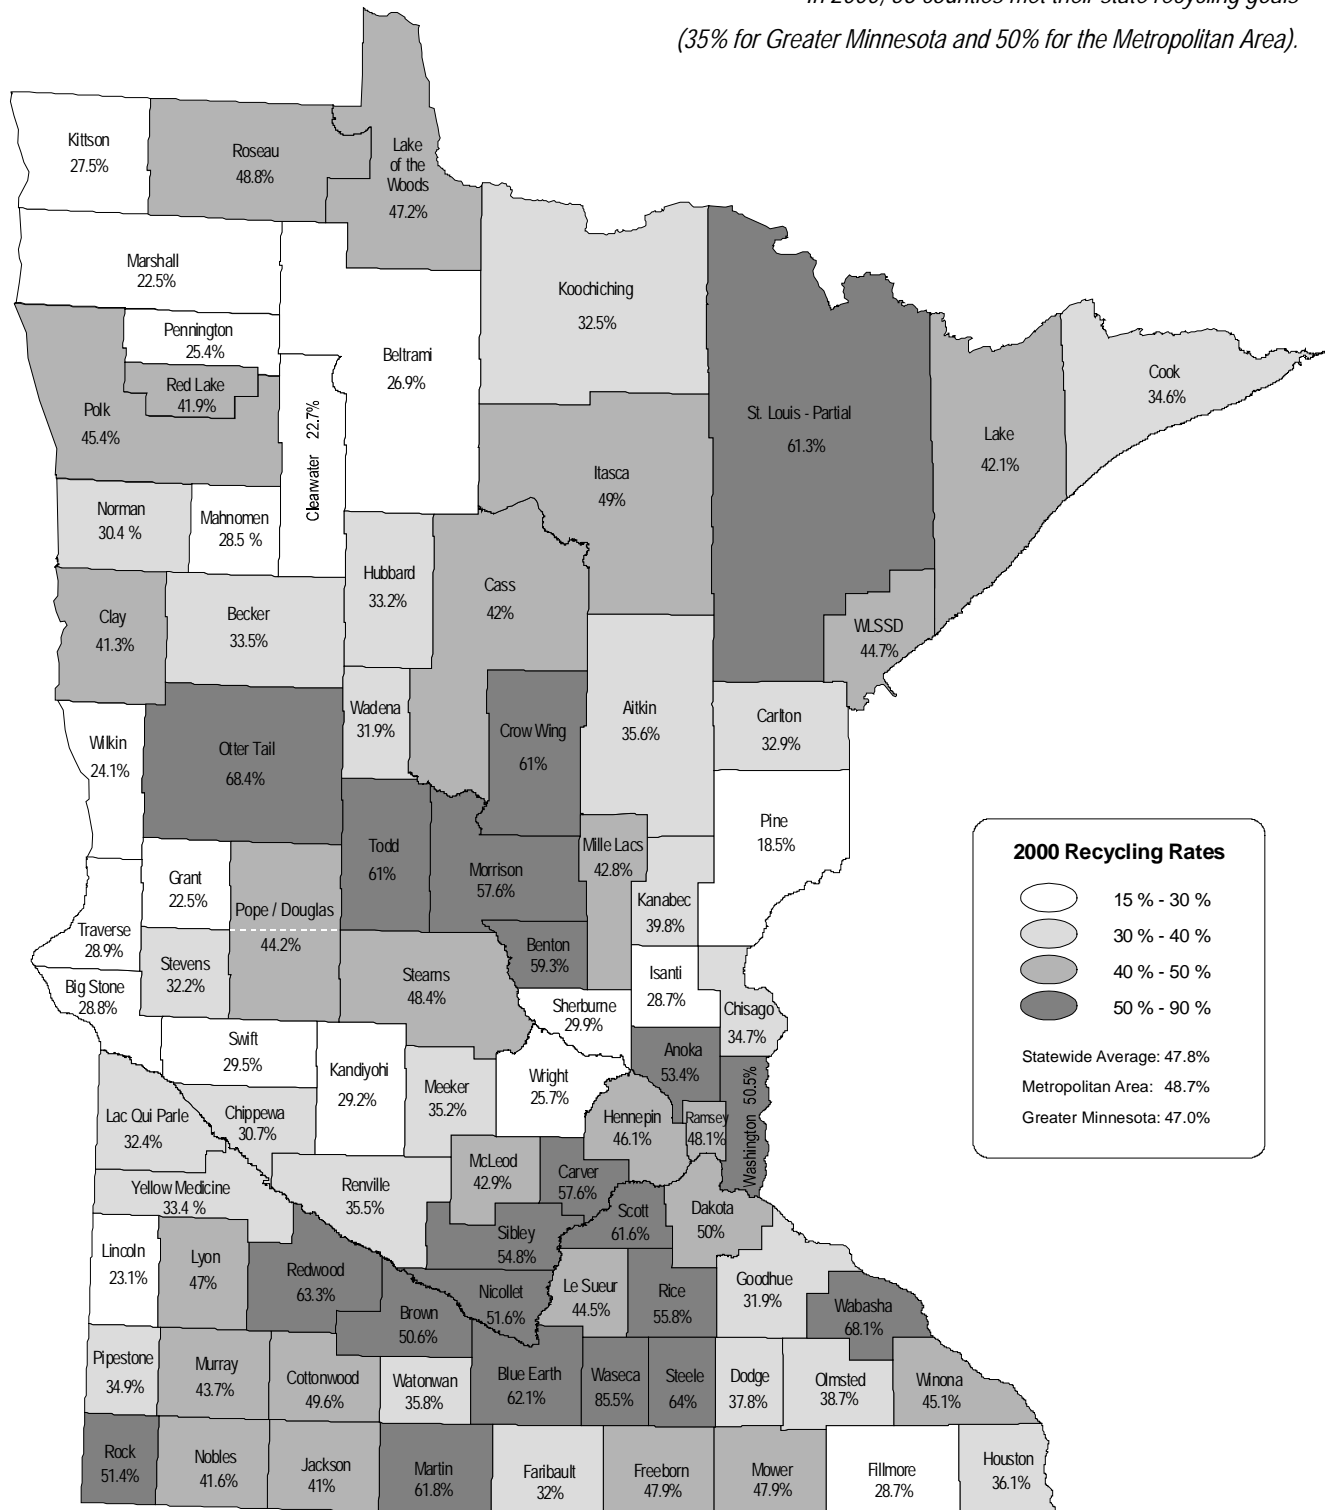 (35% for Greater Minnesota and 50% for the Metropolitan Area).
Kittson
27.5%
Roseau
48.8%
Lake
of the
Woods
47.2%
Marshall
22.5%
Koochiching
32.5%
Pennington
25.4%
Beltrami
26.9%
Red Lake
41.9%
Polk
45.4%
Clearwater 22.7%
St. Louis - Partial
61.3%
Lake
42.1%
Cook
34.6%
Itasca
49%
Norman
30.4 %
Mahnomen
28.5 %
Hubbard
33.2%
Cass
42%
Clay
41.3%
Becker
33.5%
WLSSD
44.7%
Wadena
31.9%
Crow Wing
61%
Aitkin
35.6%
Carlton
32.9%
Wilkin
24.1%
Otter Tail
68.4%
Pine
18.5%
Todd
61%
Morrison
57.6%
Mille Lacs
42.8%
Kanabec
39.8%
Grant
22.5%
Pope / Douglas
44.2%
Traverse
28.9%
Benton
59.3%
Stevens
32.2%
Stearns
48.4%
Isanti
28.7%
Big Stone
28.8%
Sherburne
29.9%
Chisago
34.7%
Swift
29.5%
Kandiyohi
29.2%
Meeker
35.2%
Wright
25.7%
Anoka
53.4%
Washington 50.5%
Hennepin
46.1%
Ramsey
48.1%
Lac Qui Parle
32.4%
Chippewa
30.7%
McLeod
42.9%
Carver
57.6%
Yellow Medicine
33.4 %
Renville
35.5%
Scott
61.6%
Dakota
50%
Sibley
54.8%
Lincoln
23.1%
Lyon
47%
Redwood
63.3%
Nicollet
51.6%
Le Sueur
44.5%
Rice
55.8%
Goodhue
31.9%
Wabasha
68.1%
Brown
50.6%
Pipestone
34.9%
Murray
43.7%
Cottonwood
49.6%
Watonwan
35.8%
Blue Earth
62.1%
Waseca
85.5%
Steele
64%
Dodge
37.8%
Olmsted
38.7%
Winona
45.1%
Rock
51.4%
Nobles
41.6%
Jackson
41%
Martin
61.8%
Faribault
32%
Freeborn
47.9%
Mower
47.9%
Fillmore
28.7%
Houston
36.1%
2000 Recycling Rates
15 % - 30 %
30 % - 40 %
40 % - 50 %
50 % - 90 %
Statewide Average: 47.8%
Metropolitan Area: 48.7%
Greater Minnesota: 47.0%